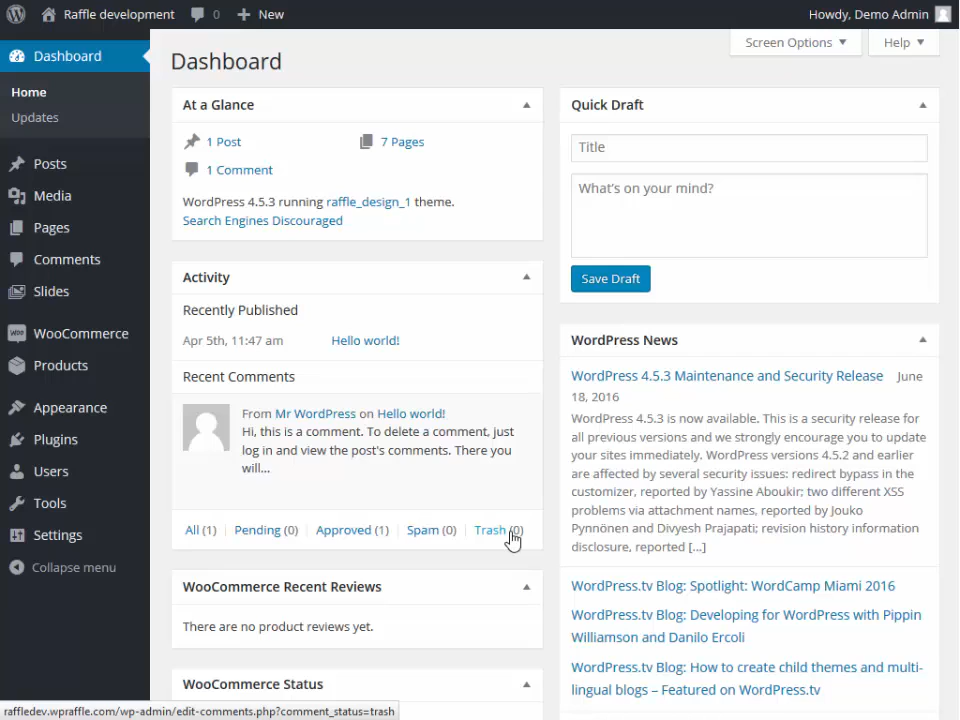 Raffle development 0 New Howdy, Demo Admin
Dashboard
Home
Updates
Posts
Media
Pages
Comments
Slides
WooCommerce
Products
Appearance
Plugins
Users
Tools
Settings
Collapse menu
Screen Options Help
Dashboard
At a Glance
1 Post 7 Pages
1 Comment
WordPress 4.5.3 running raffle_design_1 theme.
Search Engines Discouraged
Activity
Recently Published
Apr 5th, 11:47 am Hello world!
Recent Comments
From Mr WordPress on Hello world!
Hi, this is a comment. To delete a comment, just
log in and view the post's comments. There you
will...
All (1) Pending (0) Approved (1) Spam (0) Trash (0)
WooCommerce Recent Reviews
There are no product reviews yet.
WooCommerce Status
Quick Draft
Title
What's on your mind?
Save Draft
WordPress News
WordPress 4.5.3 Maintenance and Security Release June
18, 2016
WordPress 4.5.3 is now available. This is a security release for
all previous versions and we strongly encourage you to update
your sites immediately. WordPress versions 4.5.2 and earlier
are affected by several security issues: redirect bypass in the
customizer, reported by Yassine Aboukir; two different XSS
problems via attachment names, reported by Jouko
Pynnönen and Divyesh Prajapati; revision history information
disclosure, reported [...]
WordPress.tv Blog: Spotlight: WordCamp Miami 2016
WordPress.tv Blog: Developing for WordPress with Pippin
Williamson and Danilo Ercoli
WordPress.tv Blog: How to create child themes and multi-
lingual blogs – Featured on WordPress.tv
raffledev.wpraffle.com/wp-admin/edit-comments.php?comment_status=trash